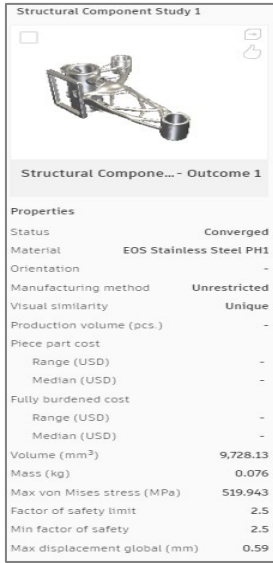 Structural Component Study 1
Structural Compone... - Outcome 1
Properties
Status Converged
Material EOS Stainless Steel PH1
Orientation -
Manufacturing method Unrestricted
Visual similarity Unique
Production volume (pcs.) -
Piece part cost
Range (USD) -
Median (USD) -
Fully burdened cost
Range (USD) -
Median (USD) -
Volume (mm³) 9,728.13
Mass (kg) 0.076
Max von Mises stress (MPa) 519.943
Factor of safety limit 2.5
Min factor of safety 2.5
Max displacement global (mm) 0.59